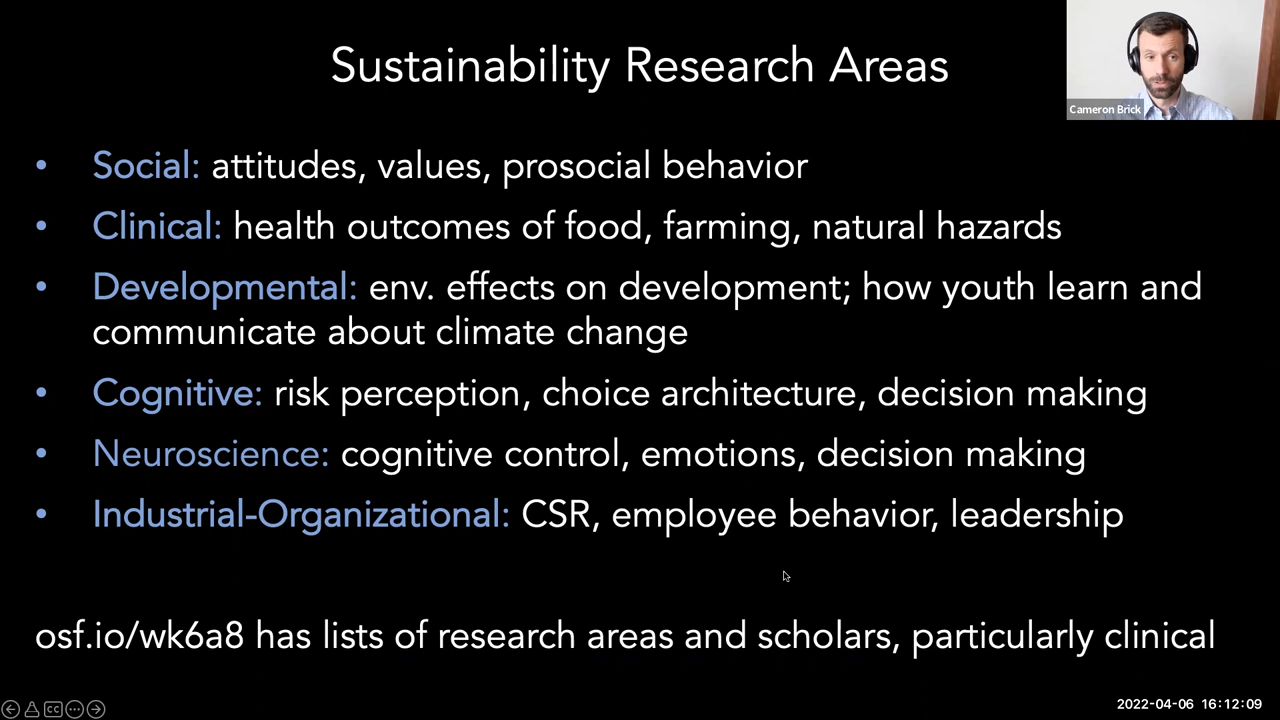 Sustainability Research Areas
Cameron Brick
• Social: attitudes, values, prosocial behavior
• Clinical: health outcomes of food, farming, natural hazards
• Developmental: env. effects on development; how youth learn and
communicate about climate change
• Cognitive: risk perception, choice architecture, decision making
• Neuroscience: cognitive control, emotions, decision making
• Industrial-Organizational: CSR, employee behavior, leadership
osf.io/wk6a8 has lists of research areas and scholars, particularly clinical
CC
2022-04-06 16:12:09